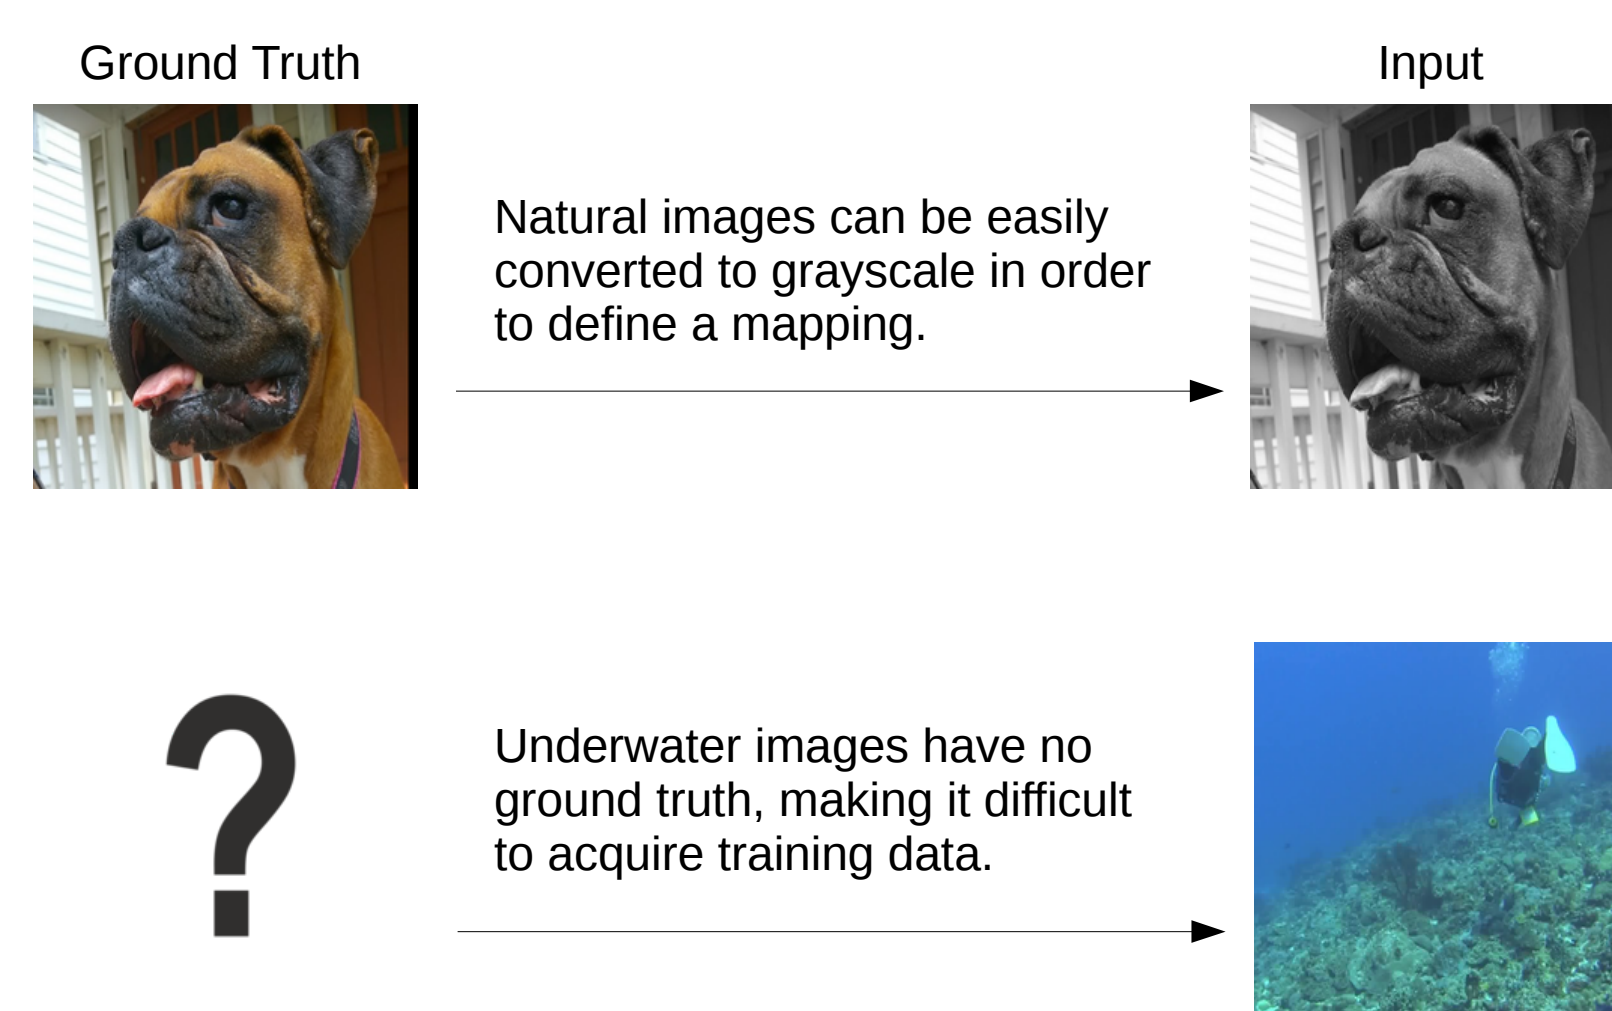 Ground Truth
Input
Natural images can be easily
converted to grayscale in order
to define a mapping.
?
Underwater images have no
ground truth, making it difficult
to acquire training data.